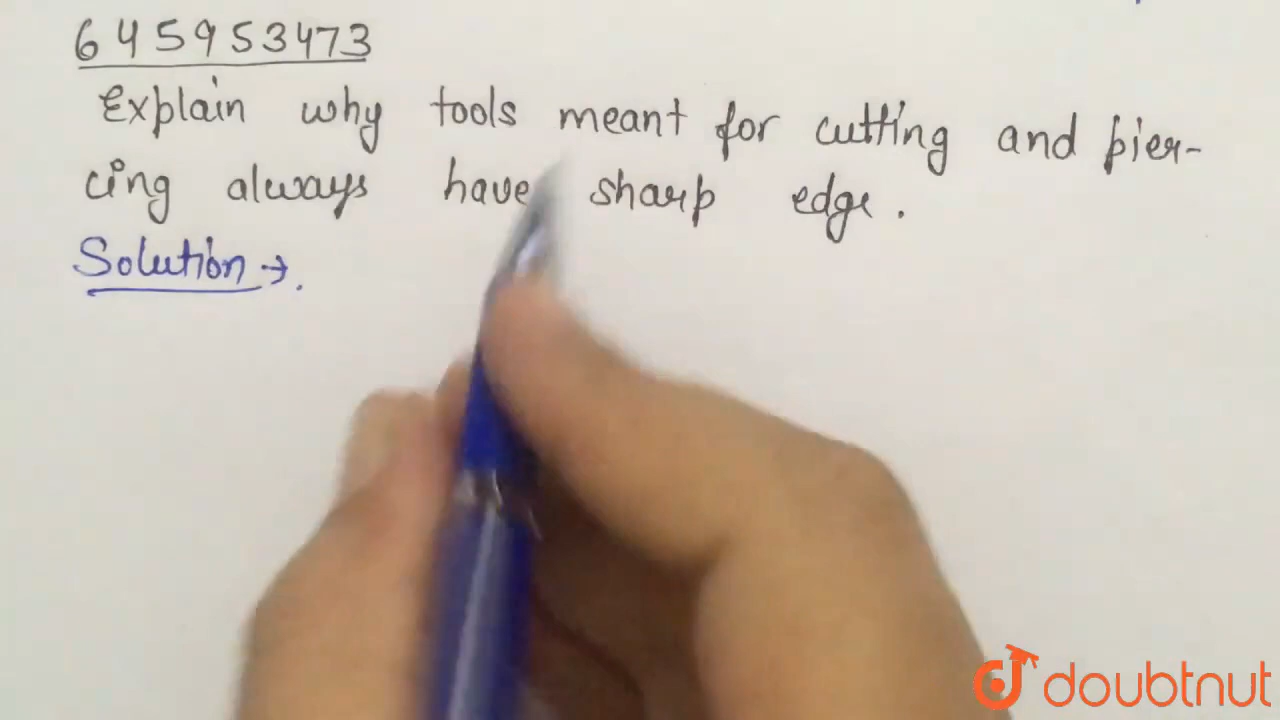 645953473
Explain why tools meant for cutting and pier-
cing always have sharp edge.
Solution →.
doubtnut